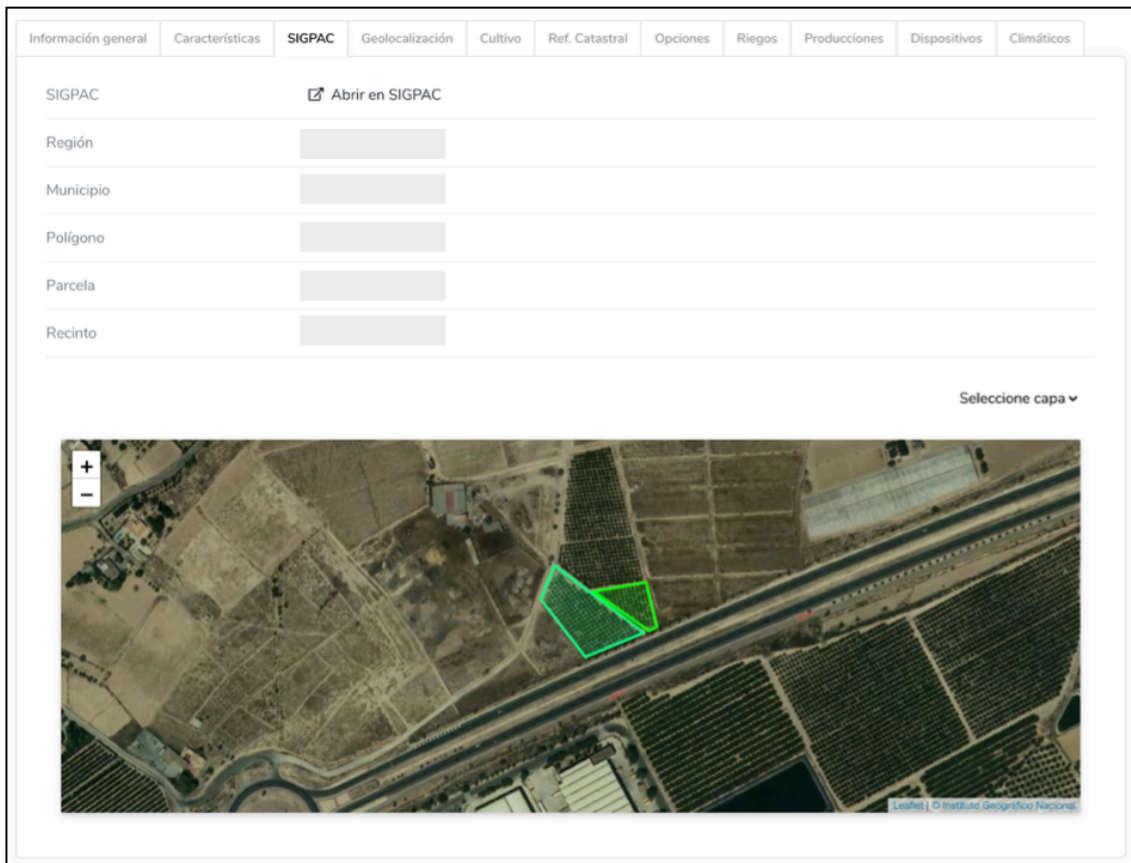 Información general Características SIGPAC Geolocalización Cultivo Ref. Catastral Opciones Riegos Producciones Dispositivos Climáticos
SIGPAC Abrir en SIGPAC
Región
Municipio
Polígono
Parcela
Recinto
Seleccione capa
+
−
Leaflet | © Instituto Geográfico Nacional